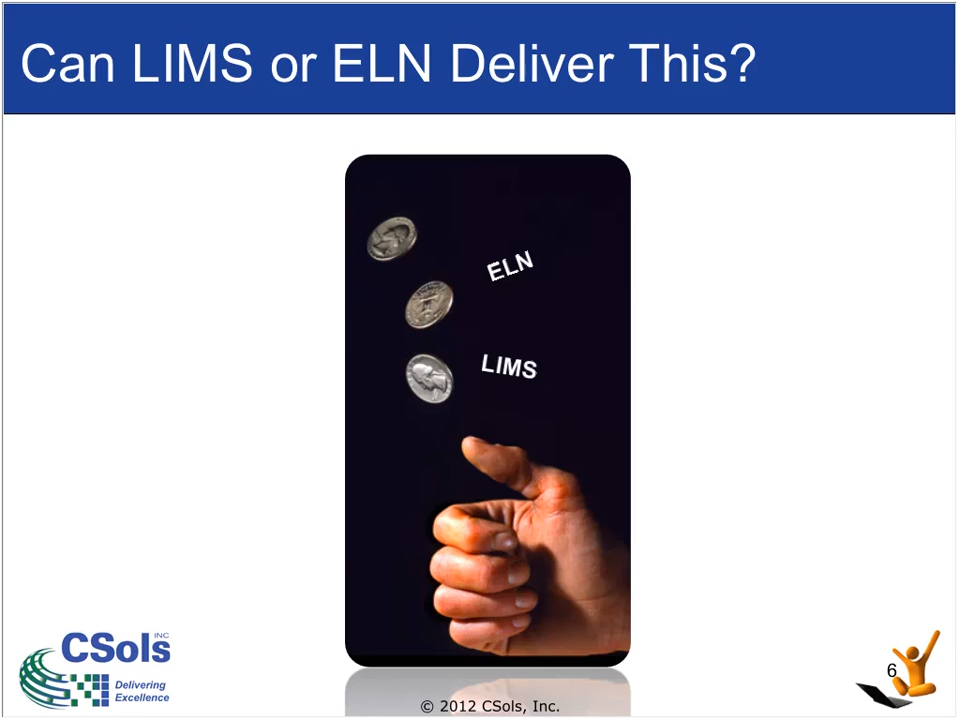 Can LIMS or ELN Deliver This?
ELN
LIMS
CSols INC
Delivering
Excellence
6
© 2012 CSols, Inc.